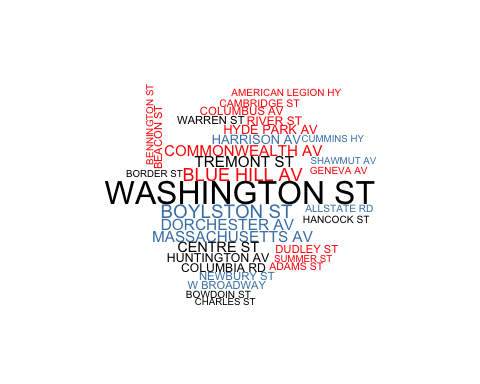 AMERICAN LEGION HY
CAMBRIDGE ST
COLUMBUS AV
WARREN ST RIVER ST
HYDE PARK AV
HARRISON AV CUMMINS HY
BENNINGTON ST
BEACON ST
COMMONWEALTH AV
TREMONT ST SHAWMUT AV
BORDER ST BLUE HILL AV GENEVA AV
WASHINGTON ST
BOYLSTON ST ALLSTATE RD
HANCOCK ST
DORCHESTER AV
MASSACHUSETTS AV
CENTRE ST DUDLEY ST
HUNTINGTON AV SUMMER ST
COLUMBIA RD ADAMS ST
NEWBURY ST
W BROADWAY
BOWDOIN ST
CHARLES ST